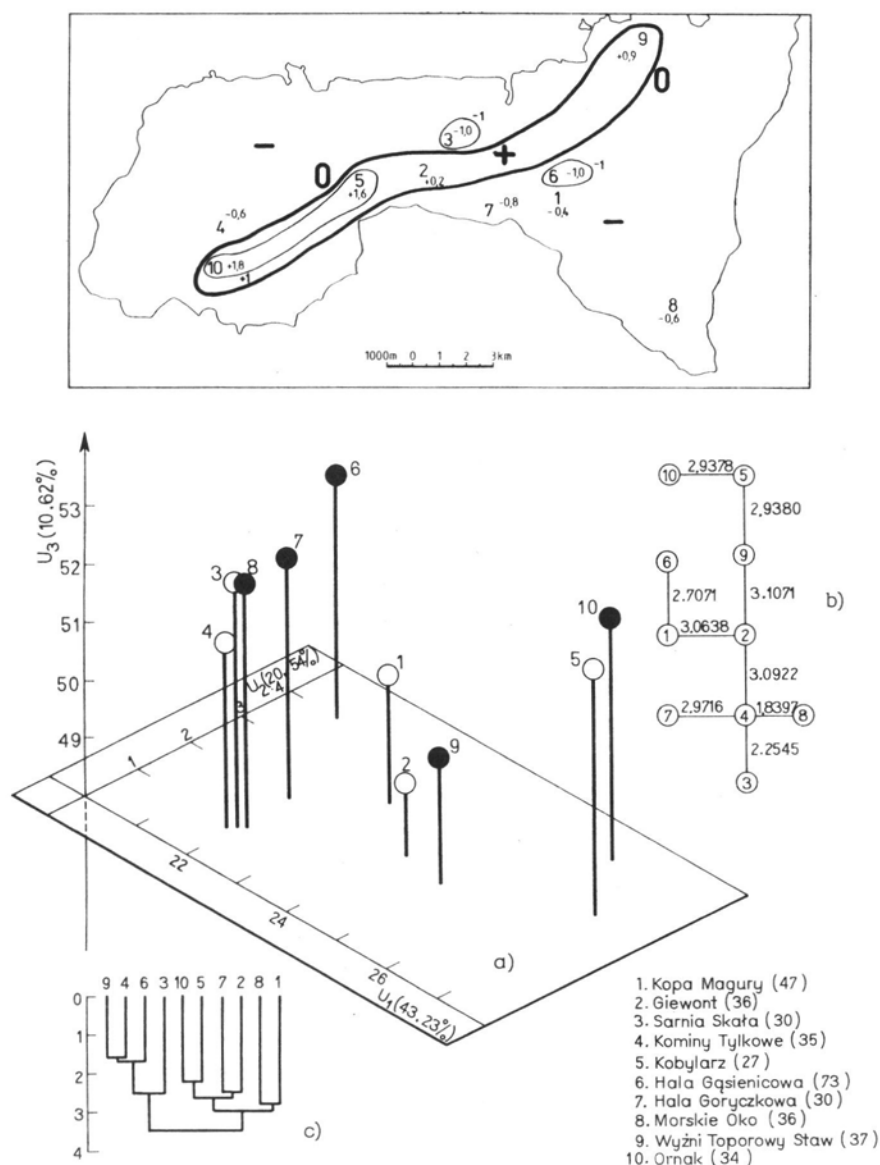 9
+0,9
0
-1
3 -1,0
+
-
2
+0,2
6 -1,0 -1
0
5
+1,6
1
-0,4
7 -0,8
-
4 -0,6
10 +1,8
+1
8
-0,6
1000m 0 1 2 3km
U3 (10.62%)
53
52
51
50
49
6
7
3
8
4
1
10
5
2
9
1
2
3
4
22
24
26
U1 (43.23%)
a)
10 2,9378 5
2,9380
6
9
2.7071
3.1071
b)
1 3,0638 2
3.0922
7 2.9716 4 1,8397 8
2.2545
3
9 4 6 3 10 5 7 2 8 1
0
1
2
3
4
c)
1. Kopa Magury (47)
2. Giewont (36)
3. Sarnia Skała (30)
4. Kominy Tylkowe (35)
5. Kobylarz (27)
6. Hala Gąsienicowa (73)
7. Hala Goryczkowa (30)
8. Morskie Oko (36)
9. Wyżni Toporowy Staw (37)
10. Ornak (34)